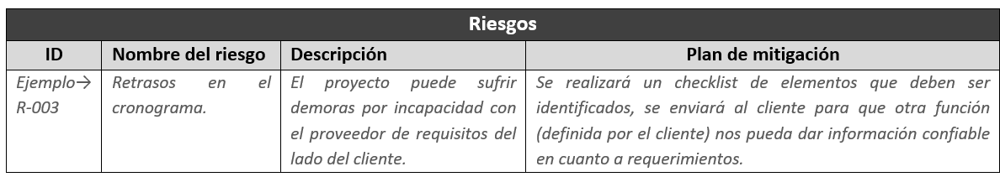 Riesgos
ID Nombre del riesgo Descripción Plan de mitigación
Ejemplo→
R-003
Retrasos en el
cronograma.
El proyecto puede sufrir
demoras por incapacidad con
el proveedor de requisitos del
lado del cliente.
Se realizará un checklist de elementos que deben ser
identificados, se enviará al cliente para que otra función
(definida por el cliente) nos pueda dar información confiable
en cuanto a requerimientos.